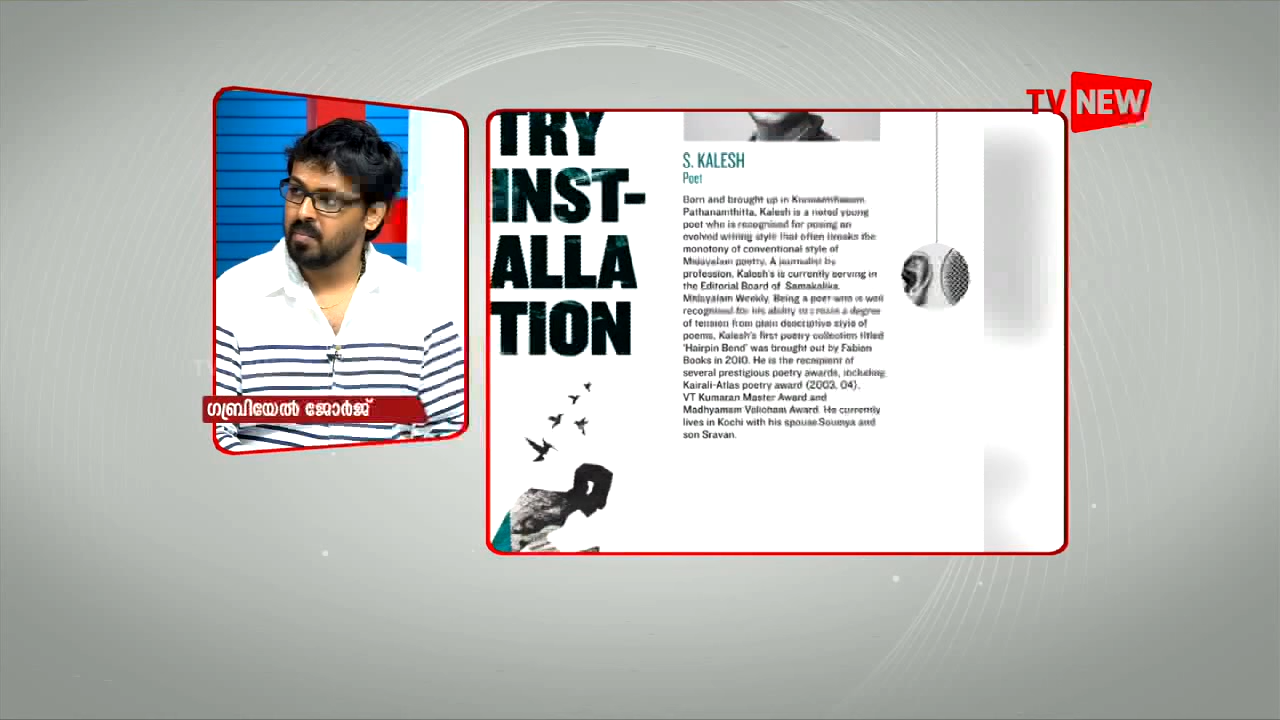 TV NEW
TRY
INST-
ALLA
TION
S. KALESH
Poet
Born and brought up in
Pathanamthitta, Kalesh is a noted young
poet who is recognised for posing an
evolved writing style that often breaks the
monotony of conventional style of
Malayalam poetry. A journalist by
profession, Kalesh's is currently serving in
the Editorial Board of Samakalika
Malayalam Weekly. Being a poet who is well
recognised for his ability to create a degree
of tension from plain descriptive style of
poems, Kalesh's first poetry collection titled
'Hairpin Bend' was brought out by Fabian
Books in 2010. He is the recepient of
several prestigious poetry awards, including
Kairali-Atlas poetry award (2003, 04),
VT Kumaran Master Award and
Madhyamam Velicham Award. He currently
lives in Kochi with his spouse Soumya and
son Sravan.
ഗബ്രിയേൽ ജോർജ്